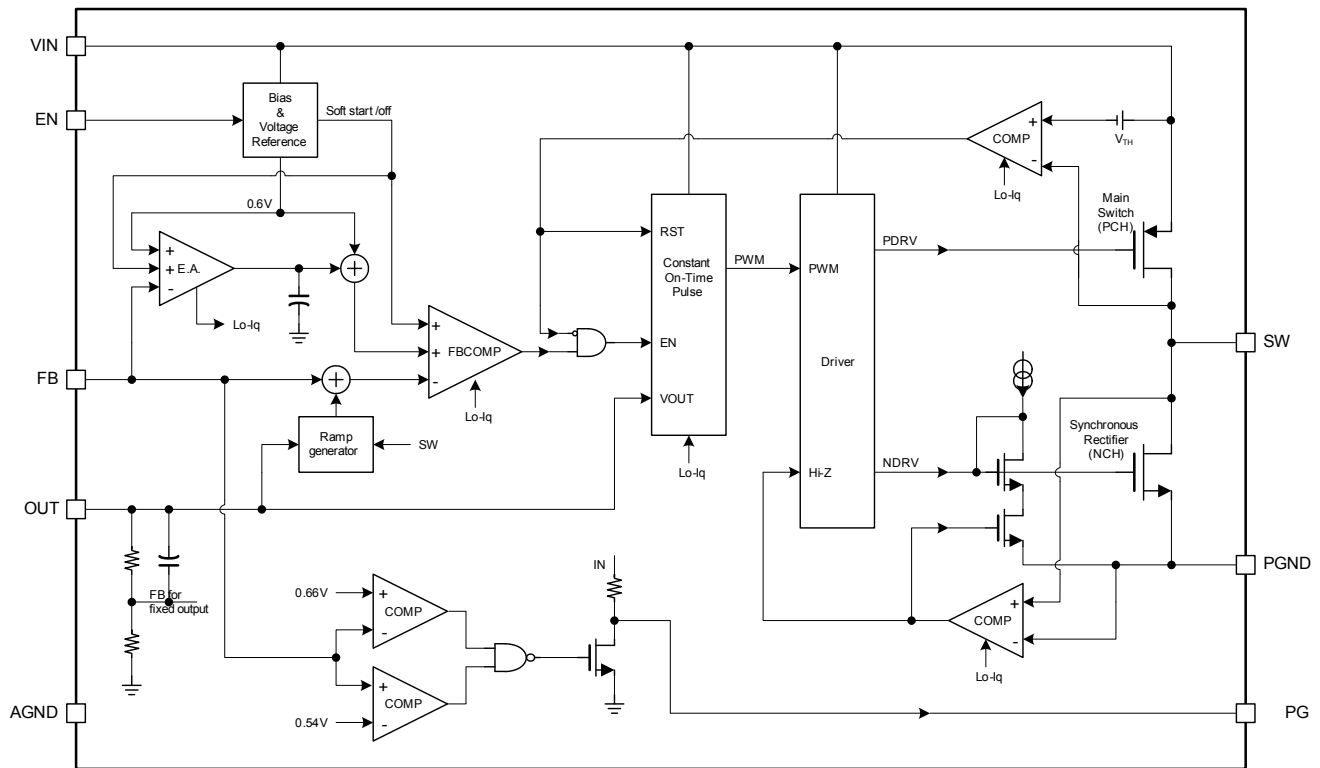 VIN
EN
Bias
&
Voltage
Reference
Soft start /off
COMP
+
-
V_TH
Lo-Iq
Main
Switch
(PCH)
0.6V
+
+
-
E.A.
Lo-Iq
+
RST
Constant
On-Time
Pulse
EN
VOUT
Lo-Iq
PWM
PWM
Driver
Hi-Z
PDRV
NDRV
+
+
-
FBCOMP
Lo-Iq
SW
FB
+
Ramp
generator
SW
Synchronous
Rectifier
(NCH)
OUT
FB for
fixed output
PGND
0.66V
+
-
COMP
IN
COMP
+
-
Lo-Iq
+
-
COMP
0.54V
AGND
PG